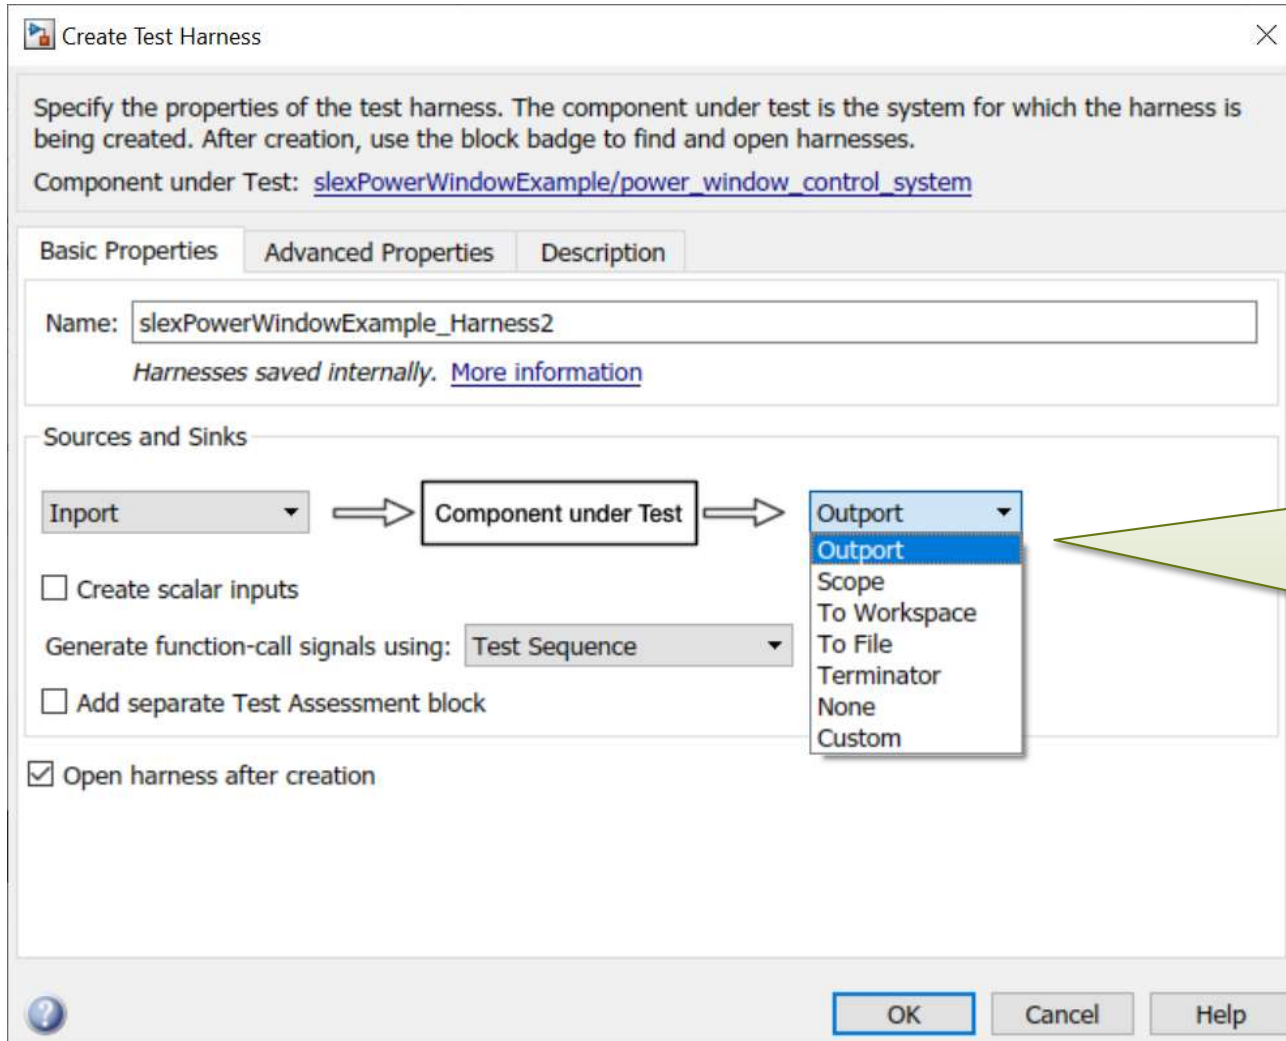 Create Test Harness
Specify the properties of the test harness. The component under test is the system for which the harness is
being created. After creation, use the block badge to find and open harnesses.
Component under Test: slexPowerWindowExample/power_window_control_system
Basic Properties Advanced Properties Description
Name: slexPowerWindowExample_Harness2
Harnesses saved internally. More information
Sources and Sinks
Inport Component under Test Outport
Outport
Create scalar inputs
Scope
To Workspace
Generate function-call signals using: Test Sequence
To File
Terminator
Add separate Test Assessment block
None
Custom
Open harness after creation
? OK Cancel Help